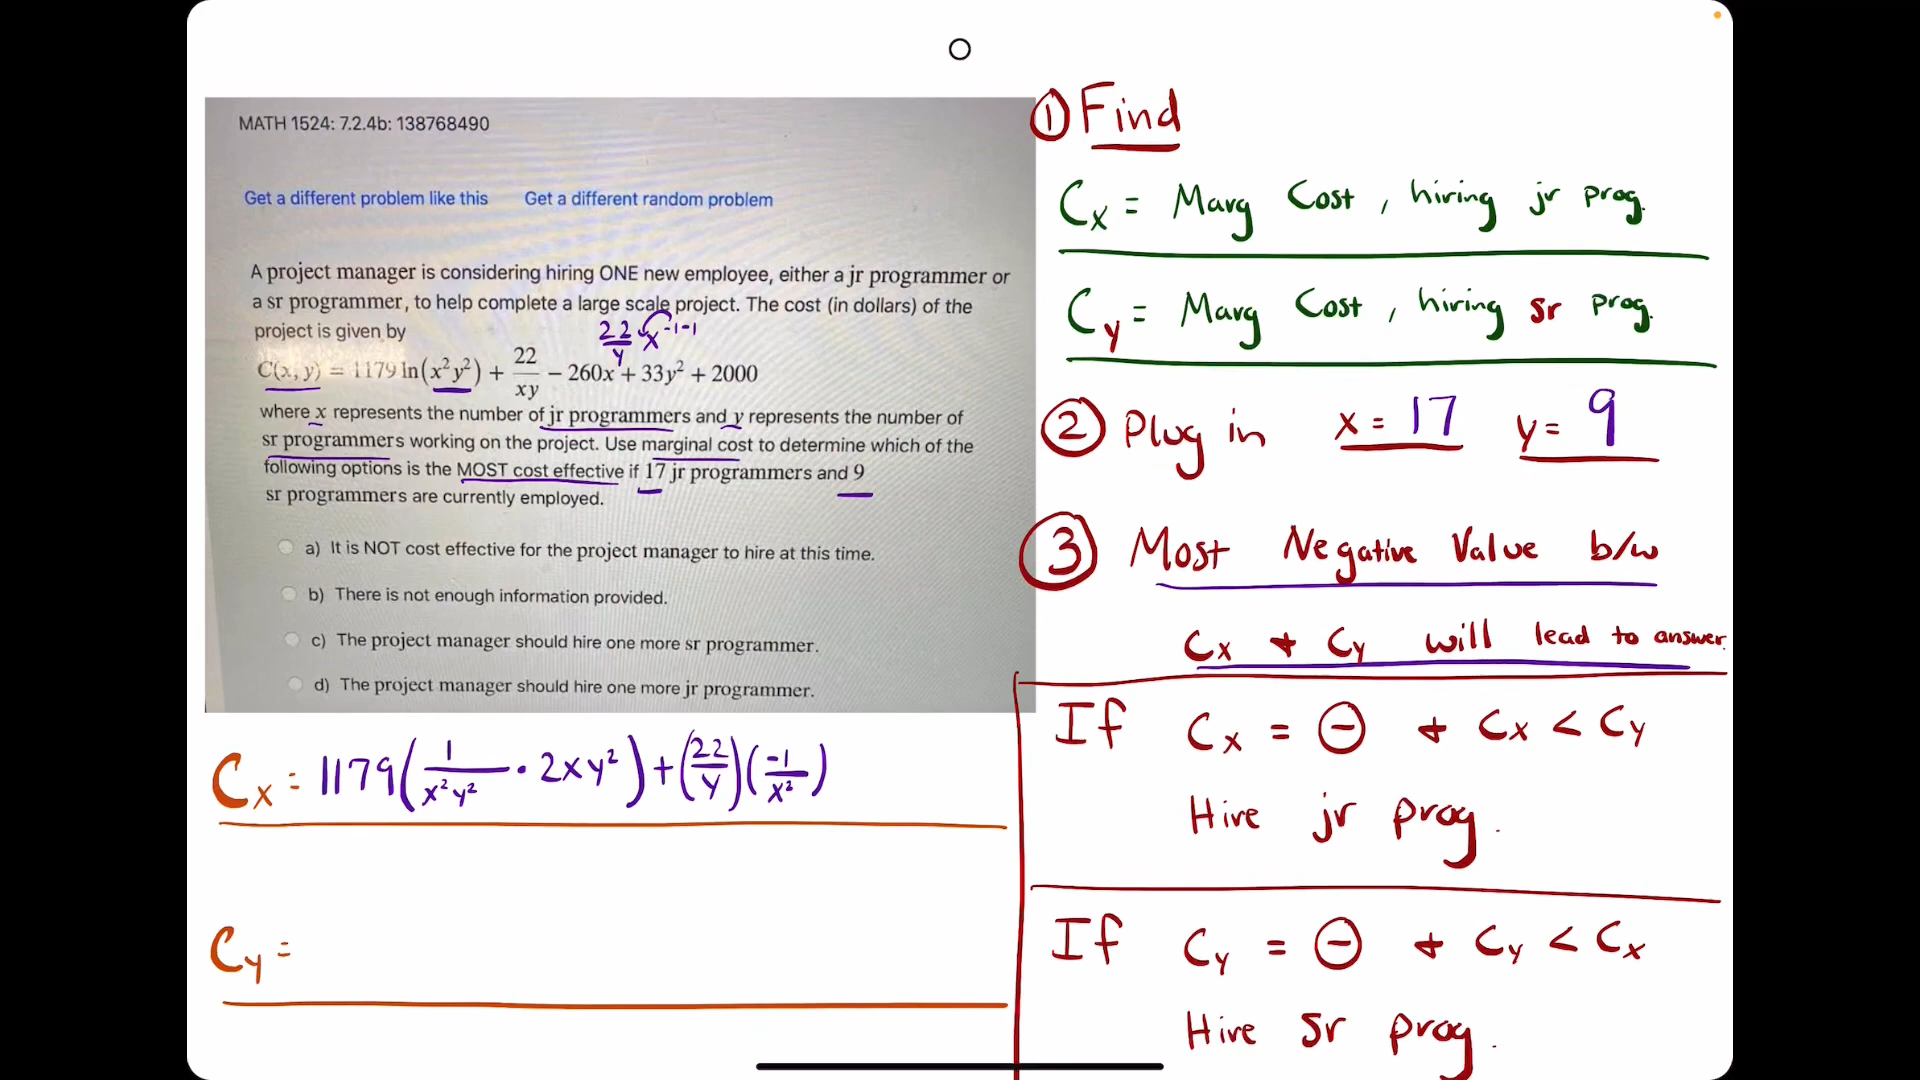 MATH 1524: 7.2.4b: 138768490
Get a different problem like this Get a different random problem
A project manager is considering hiring ONE new employee, either a jr programmer or
a sr programmer, to help complete a large scale project. The cost (in dollars) of the
project is given by
22/y x^-1-1
C(x, y) = 1179 ln(x²y²) + 22/xy − 260x + 33y² + 2000
where x represents the number of jr programmers and y represents the number of
sr programmers working on the project. Use marginal cost to determine which of the
following options is the MOST cost effective if 17 jr programmers and 9
sr programmers are currently employed.
a) It is NOT cost effective for the project manager to hire at this time.
b) There is not enough information provided.
c) The project manager should hire one more sr programmer.
d) The project manager should hire one more jr programmer.
Cx = 1179(1/x²y² · 2xy²) + (22/y)(-1/x²)
Cy =
① Find
Cx = Marg Cost, hiring jr prog.
Cy = Marg Cost, hiring sr prog.
② Plug in x = 17 y = 9
③ Most Negative Value b/w
Cx + Cy will lead to answer.
If Cx = ⊖ + Cx < Cy
Hire jr prog.
If Cy = ⊖ + Cy < Cx
Hire Sr prog.